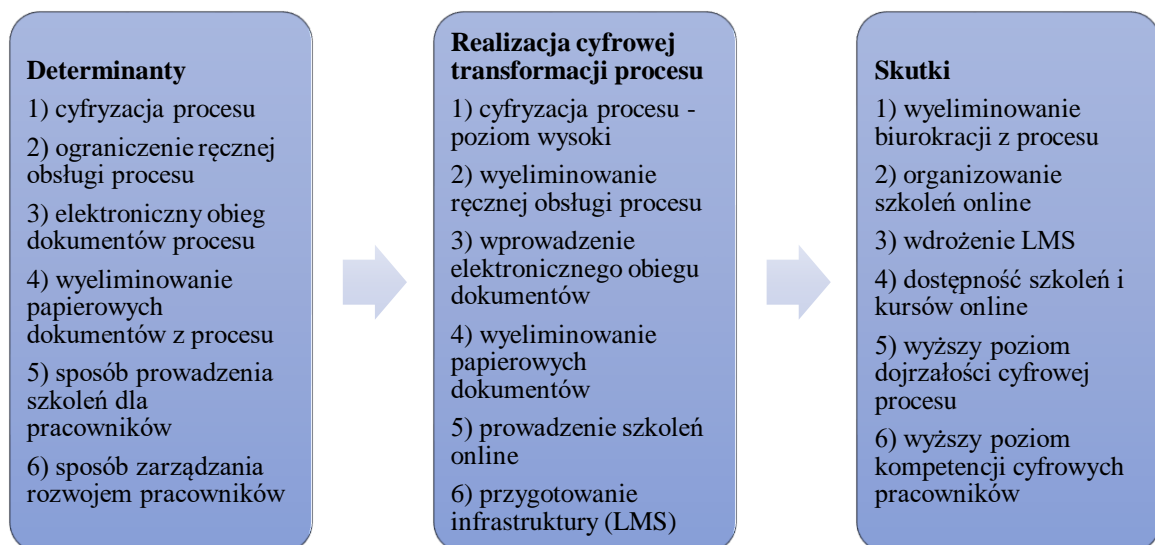 Determinanty
1) cyfryzacja procesu
2) ograniczenie ręcznej
obsługi procesu
3) elektroniczny obieg
dokumentów procesu
4) wyeliminowanie
papierowych
dokumentów z procesu
5) sposób prowadzenia
szkoleń dla
pracowników
6) sposób zarządzania
rozwojem pracowników
Realizacja cyfrowej
transformacji procesu
1) cyfryzacja procesu -
poziom wysoki
2) wyeliminowanie
ręcznej obsługi procesu
3) wprowadzenie
elektronicznego obiegu
dokumentów
4) wyeliminowanie
papierowych
dokumentów
5) prowadzenie szkoleń
online
6) przygotowanie
infrastruktury (LMS)
Skutki
1) wyeliminowanie
biurokracji z procesu
2) organizowanie
szkoleń online
3) wdrożenie LMS
4) dostępność szkoleń i
kursów online
5) wyższy poziom
dojrzałości cyfrowej
procesu
6) wyższy poziom
kompetencji cyfrowych
pracowników